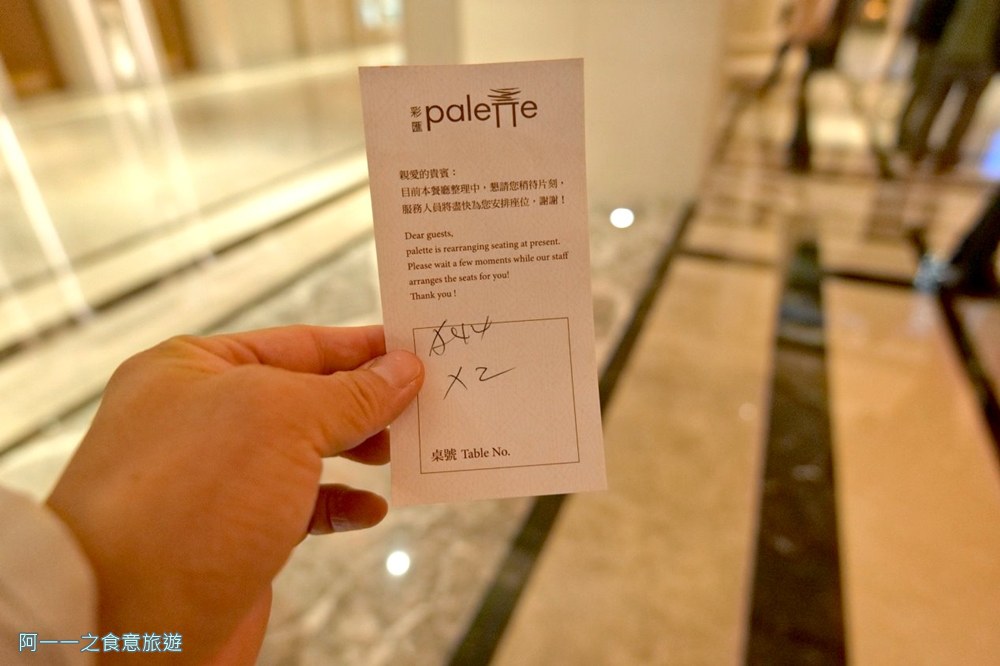 彩匯 palette
親愛的貴賓：
目前本餐廳整理中，懇請您稍待片刻，
服務人員將盡快為您安排座位，謝謝！
Dear guests,
palette is rearranging seating at present.
Please wait a few moments while our staff
arranges the seats for you!
Thank you !
X2
桌號 Table No.
阿一一之食意旅遊